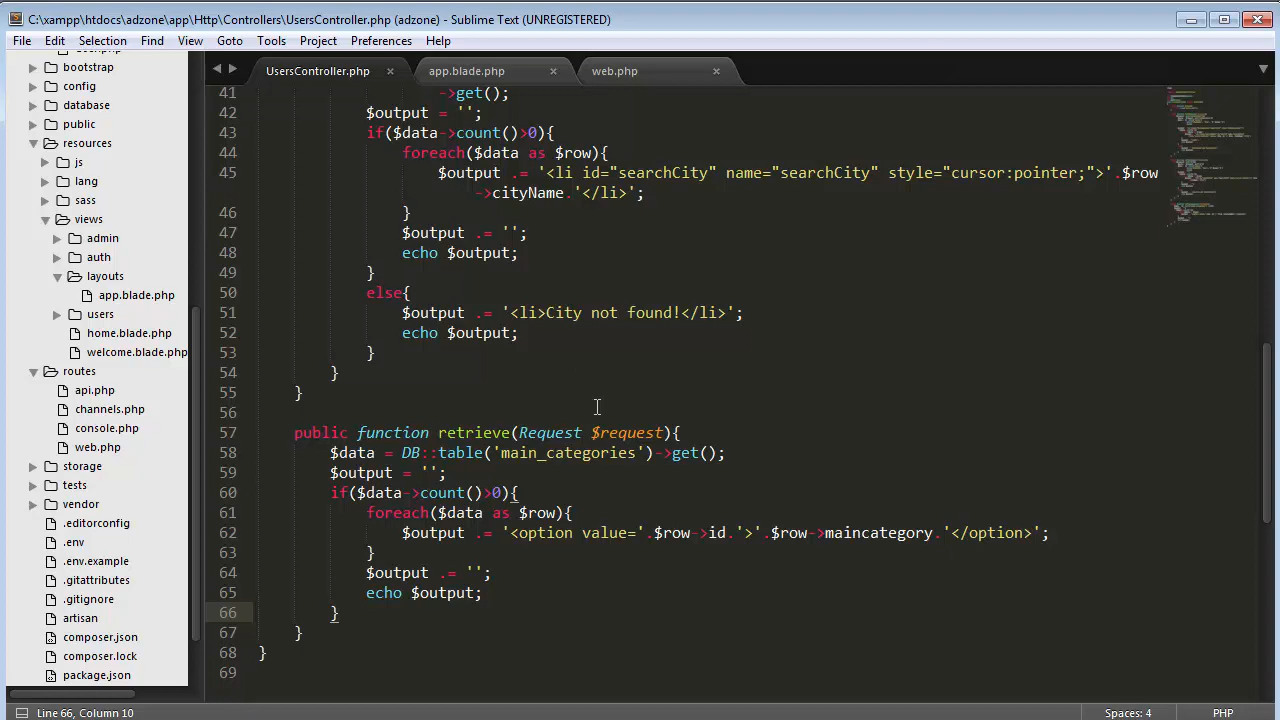 C:\xampp\htdocs\adzone\app\Http\Controllers\UsersController.php (adzone) - Sublime Text (UNREGISTERED)
File Edit Selection Find View Goto Tools Project Preferences Help
bootstrap
config
database
public
resources
js
lang
sass
views
admin
auth
layouts
app.blade.php
users
home.blade.php
welcome.blade.php
routes
api.php
channels.php
console.php
web.php
storage
tests
vendor
.editorconfig
.env
.env.example
.gitattributes
.gitignore
artisan
composer.json
composer.lock
package.json
UsersController.php app.blade.php web.php
41 ->get();
42 $output = '';
43 if($data->count()>0){
44 foreach($data as $row){
45 $output .= '<li id="searchCity" name="searchCity" style="cursor:pointer;">'.$row
->cityName.'</li>';
46 }
47 $output .= '';
48 echo $output;
49 }
50 else{
51 $output .= '<li>City not found!</li>';
52 echo $output;
53 }
54 }
55 }
56
57 public function retrieve(Request $request){
58 $data = DB::table('main_categories')->get();
59 $output = '';
60 if($data->count()>0){
61 foreach($data as $row){
62 $output .= '<option value='.$row->id.'>'.$row->maincategory.'</option>';
63 }
64 $output .= '';
65 echo $output;
66 }
67 }
68 }
69
Line 66, Column 10 Spaces: 4 PHP